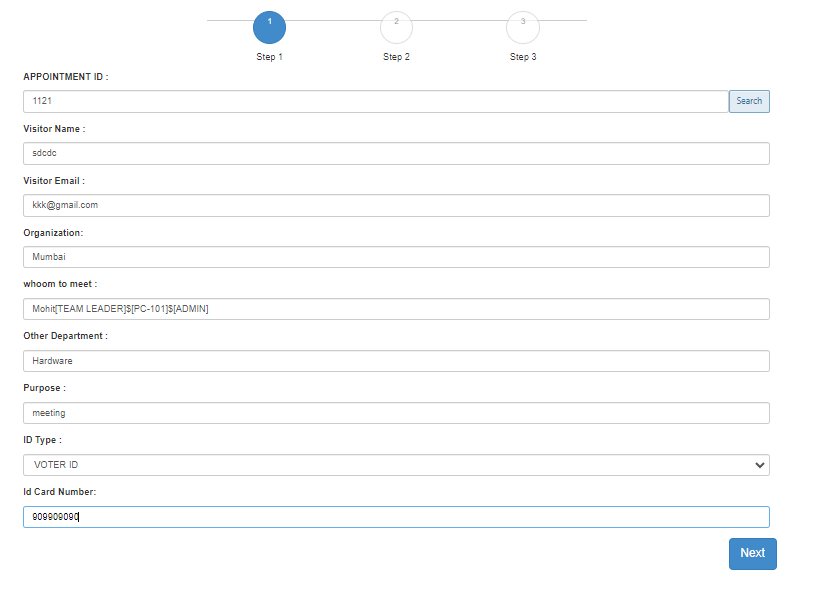 1 2 3
Step 1 Step 2 Step 3
APPOINTMENT ID :
1121 Search
Visitor Name :
sdcdc
Visitor Email :
kkk@gmail.com
Organization:
Mumbai
whoom to meet :
Mohit[TEAM LEADER]$[PC-101]$[ADMIN]
Other Department :
Hardware
Purpose :
meeting
ID Type :
VOTER ID
Id Card Number:
909909090
Next